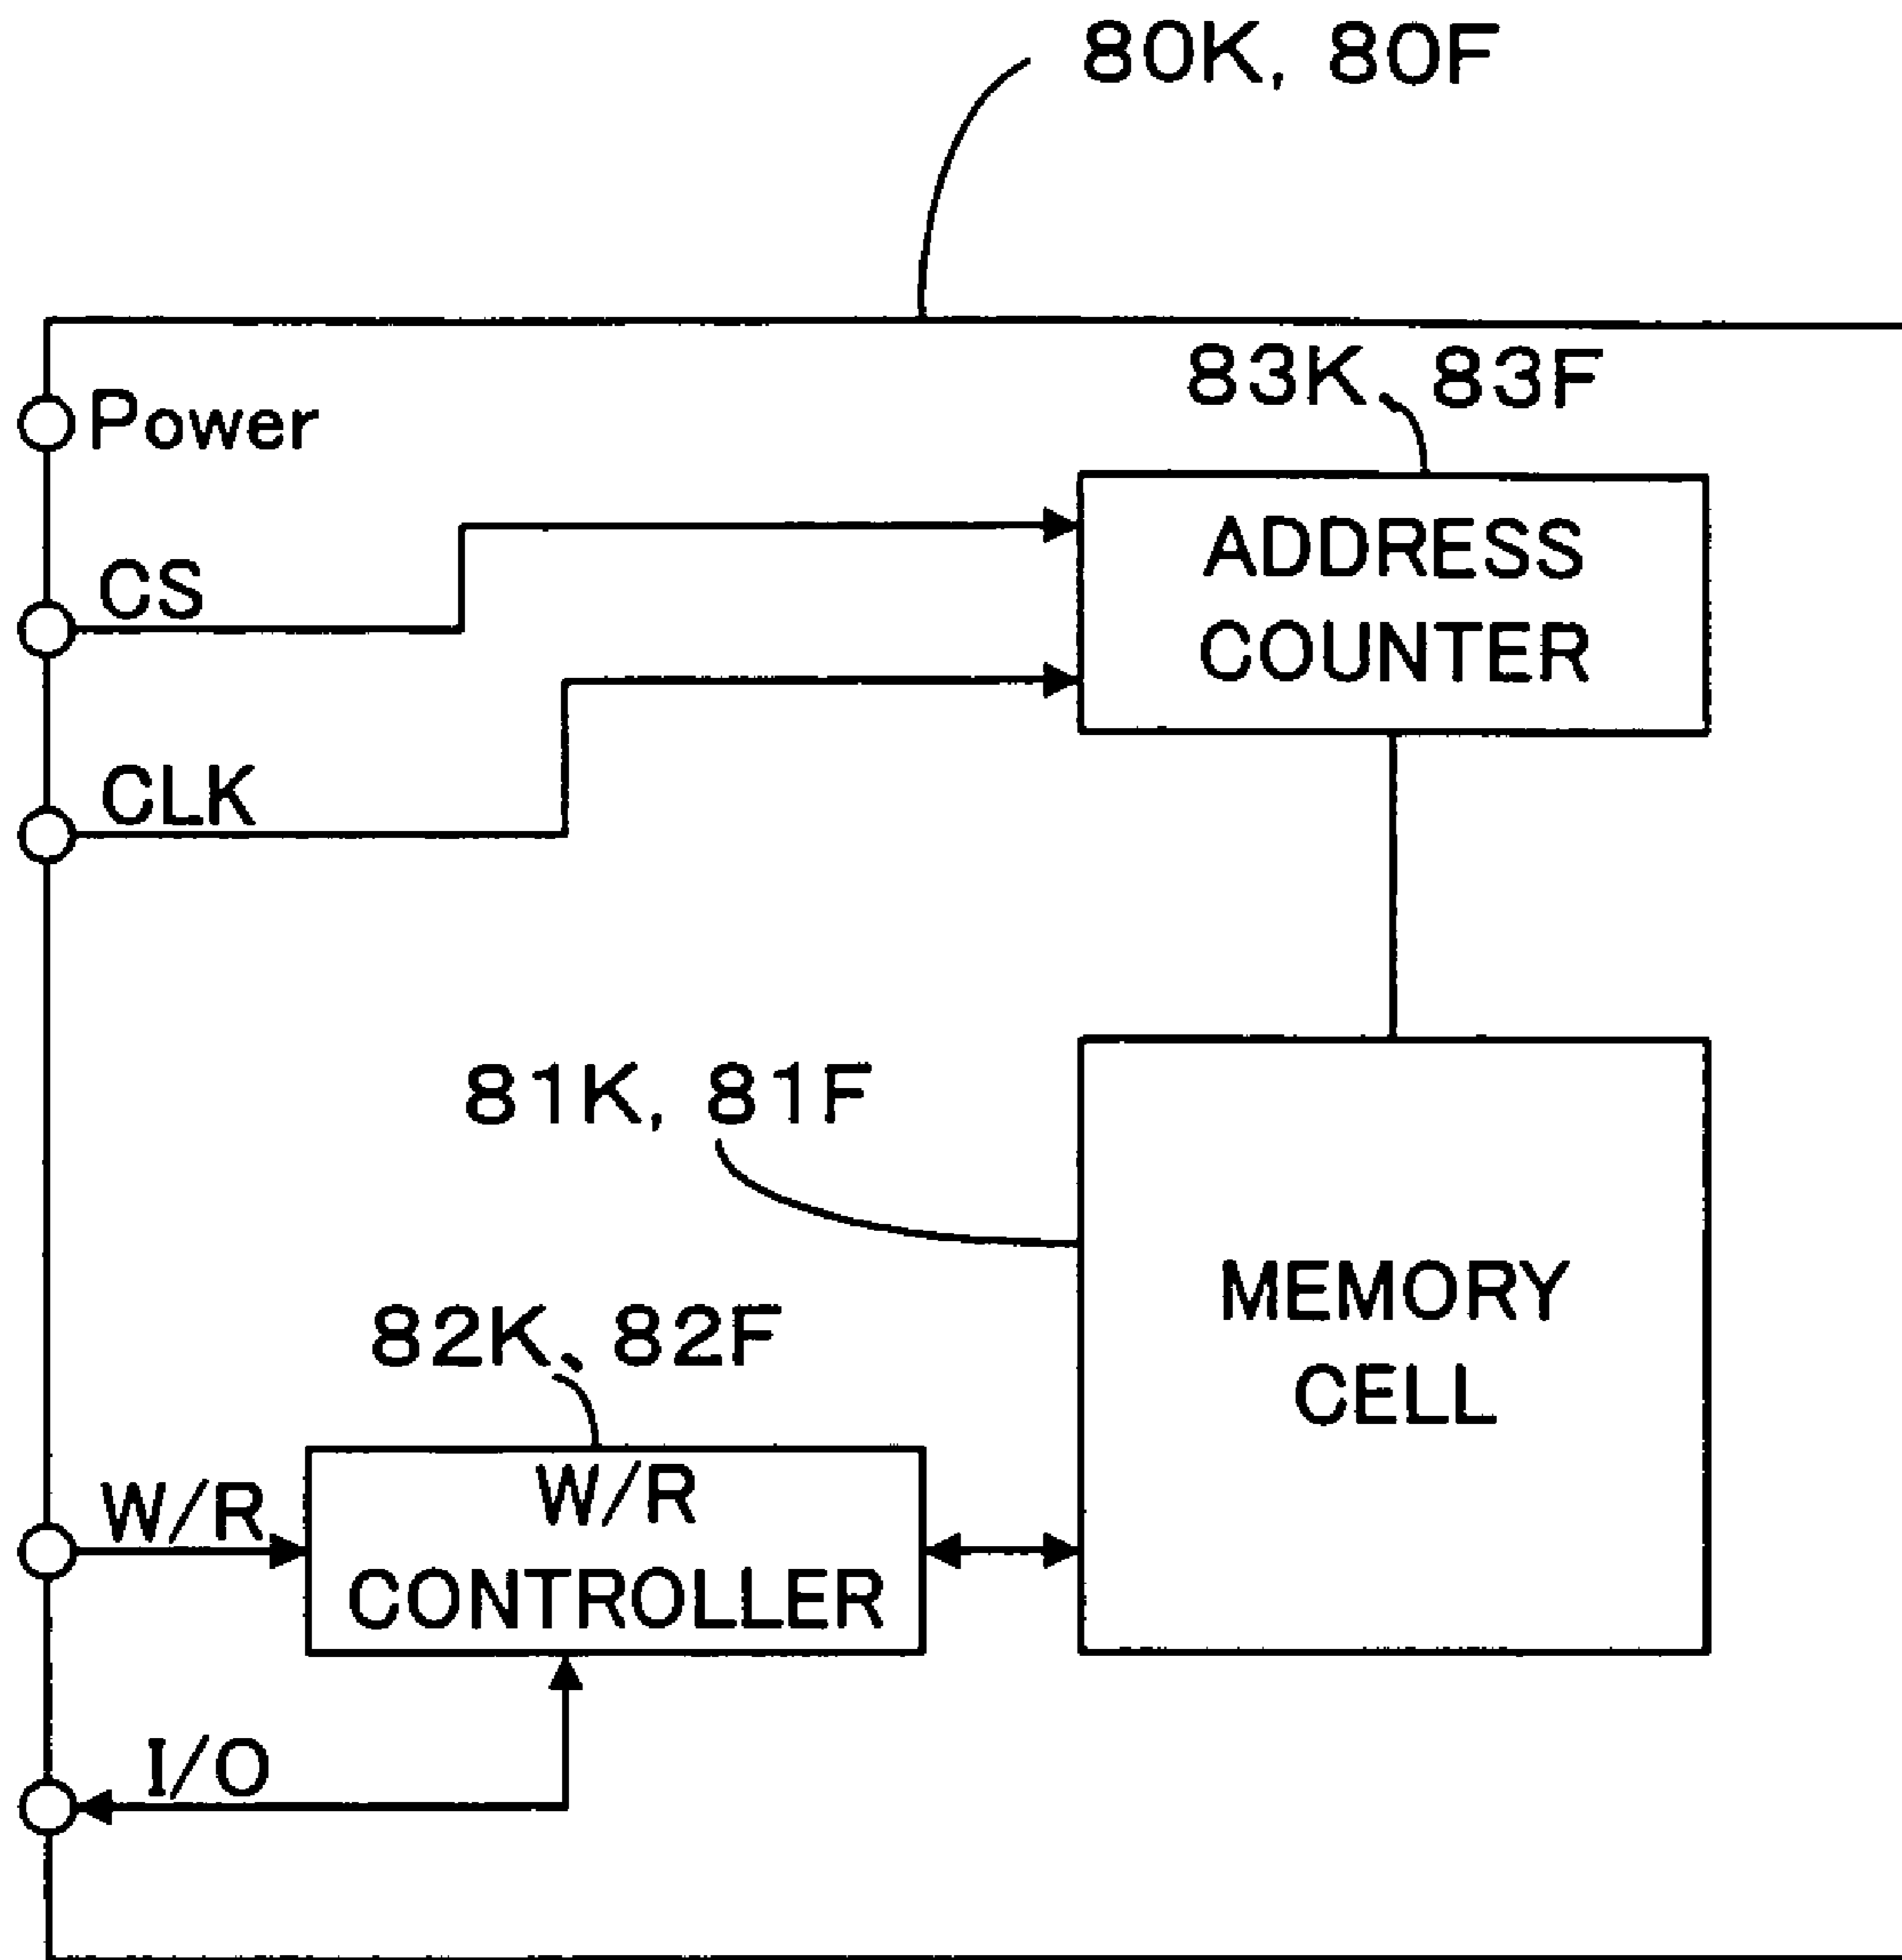 80K, 80F
83K, 83F
Power
ADDRESS
COUNTER
CS
CLK
81K, 81F
MEMORY
CELL
82K, 82F
W/R
W/R
CONTROLLER
I/O